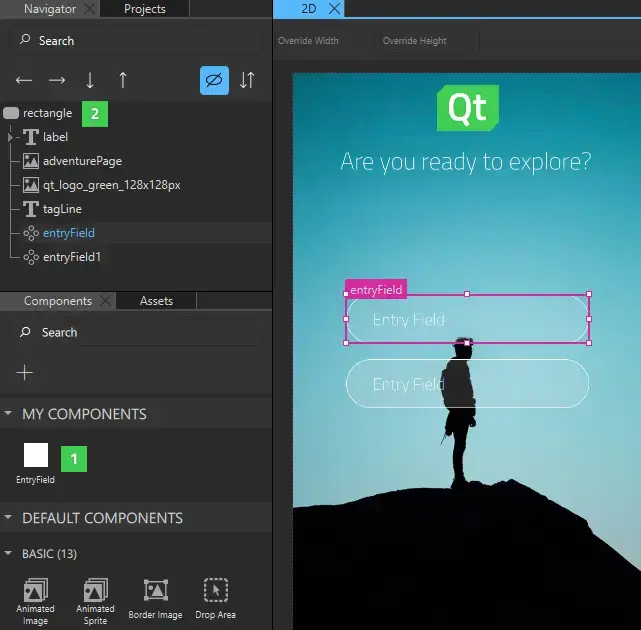 Navigator Projects
Search
rectangle 2
label
adventurePage
qt_logo_green_128x128px
tagLine
entryField
entryField1
Components Assets
Search
MY COMPONENTS
1
EntryField
DEFAULT COMPONENTS
BASIC (13)
Animated Image
Animated Sprite
Border Image
Drop Area
2D
Override Width Override Height
Qt
Are you ready to explore?
entryField
Entry Field
Entry Field